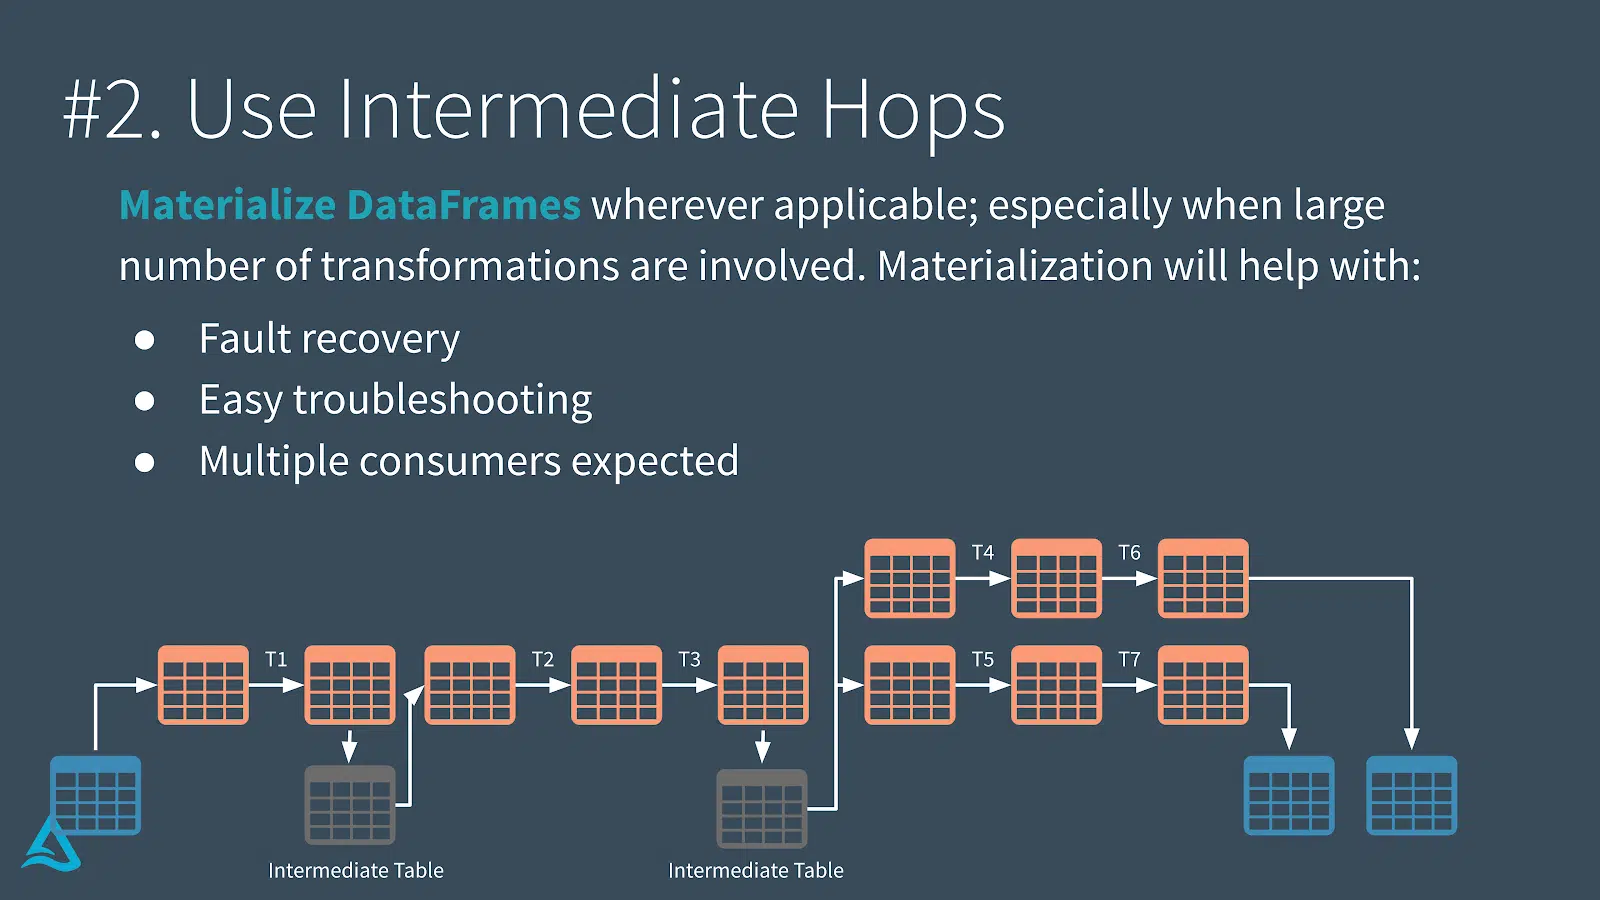 #2. Use Intermediate Hops
Materialize DataFrames wherever applicable; especially when large
number of transformations are involved. Materialization will help with:
● Fault recovery
● Easy troubleshooting
● Multiple consumers expected
T4 T6
T1 T2 T3 T5 T7
Intermediate Table Intermediate Table